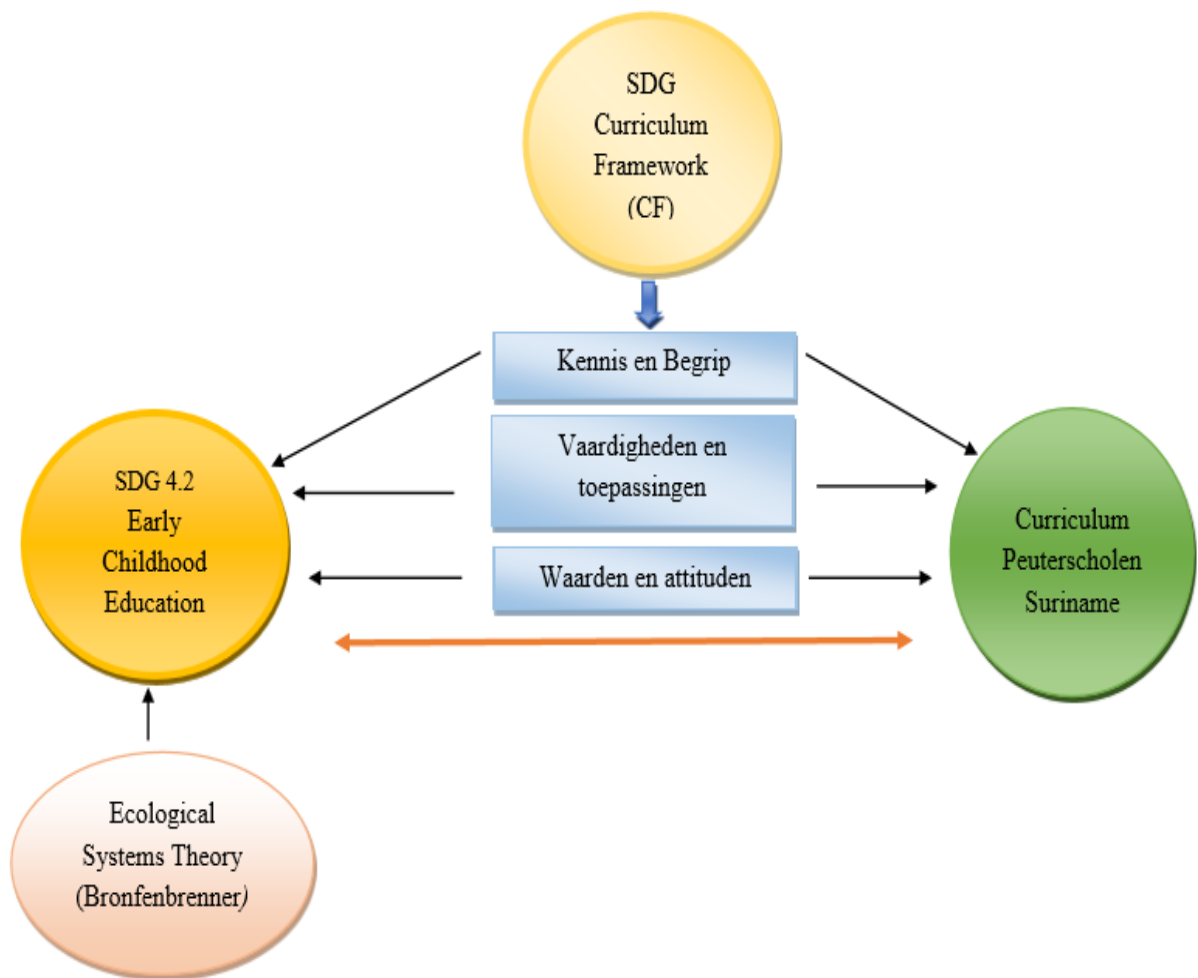 SDG
Curriculum
Framework
(CF)
Kennis en Begrip
Vaardigheden en
toepassingen
Waarden en attituden
SDG 4.2
Early
Childhood
Education
Curriculum
Peuterscholen
Suriname
Ecological
Systems Theory
(Bronfenbrenner)